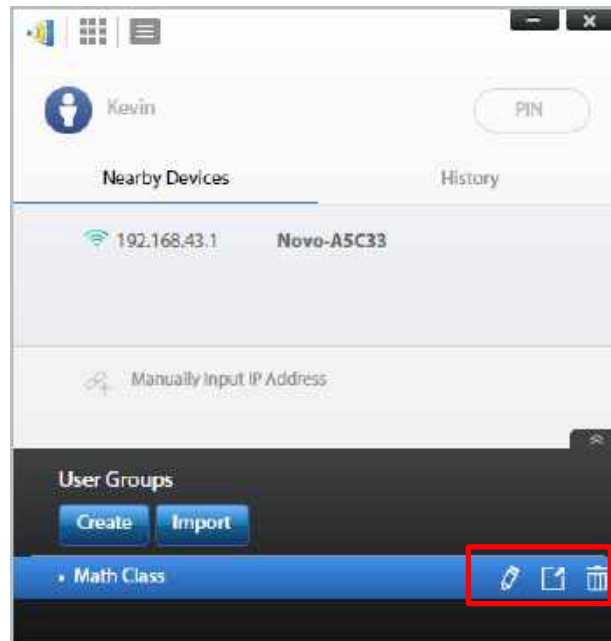 Kevin
PIN
Nearby Devices
History
192.168.43.1 Novo-A5C33
Manually Input IP Address
User Groups
Create Import
• Math Class